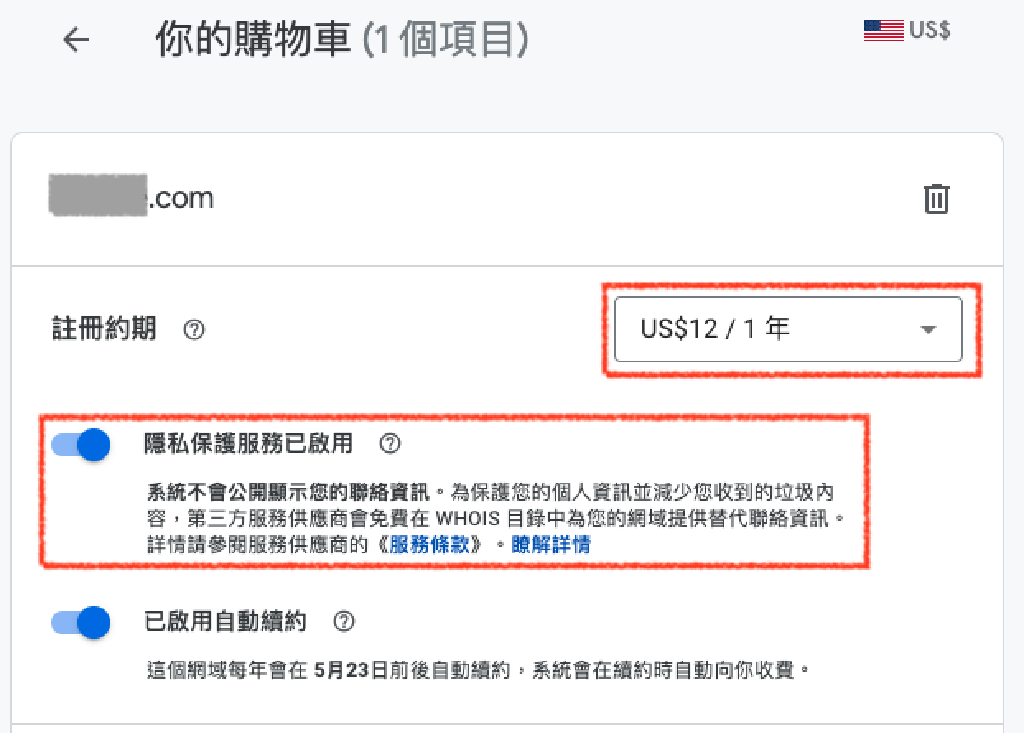 你的購物車 (1 個項目)
US$
.com
註冊約期
US$12 / 1 年
隱私保護服務已啟用
系統不會公開顯示您的聯絡資訊。為保護您的個人資訊並減少您收到的垃圾內
容，第三方服務供應商會免費在 WHOIS 目錄中為您的網域提供替代聯絡資訊。
詳情請參閱服務供應商的《服務條款》。瞭解詳情
已啟用自動續約
這個網域每年會在 5月23日前後自動續約，系統會在續約時自動向你收費。